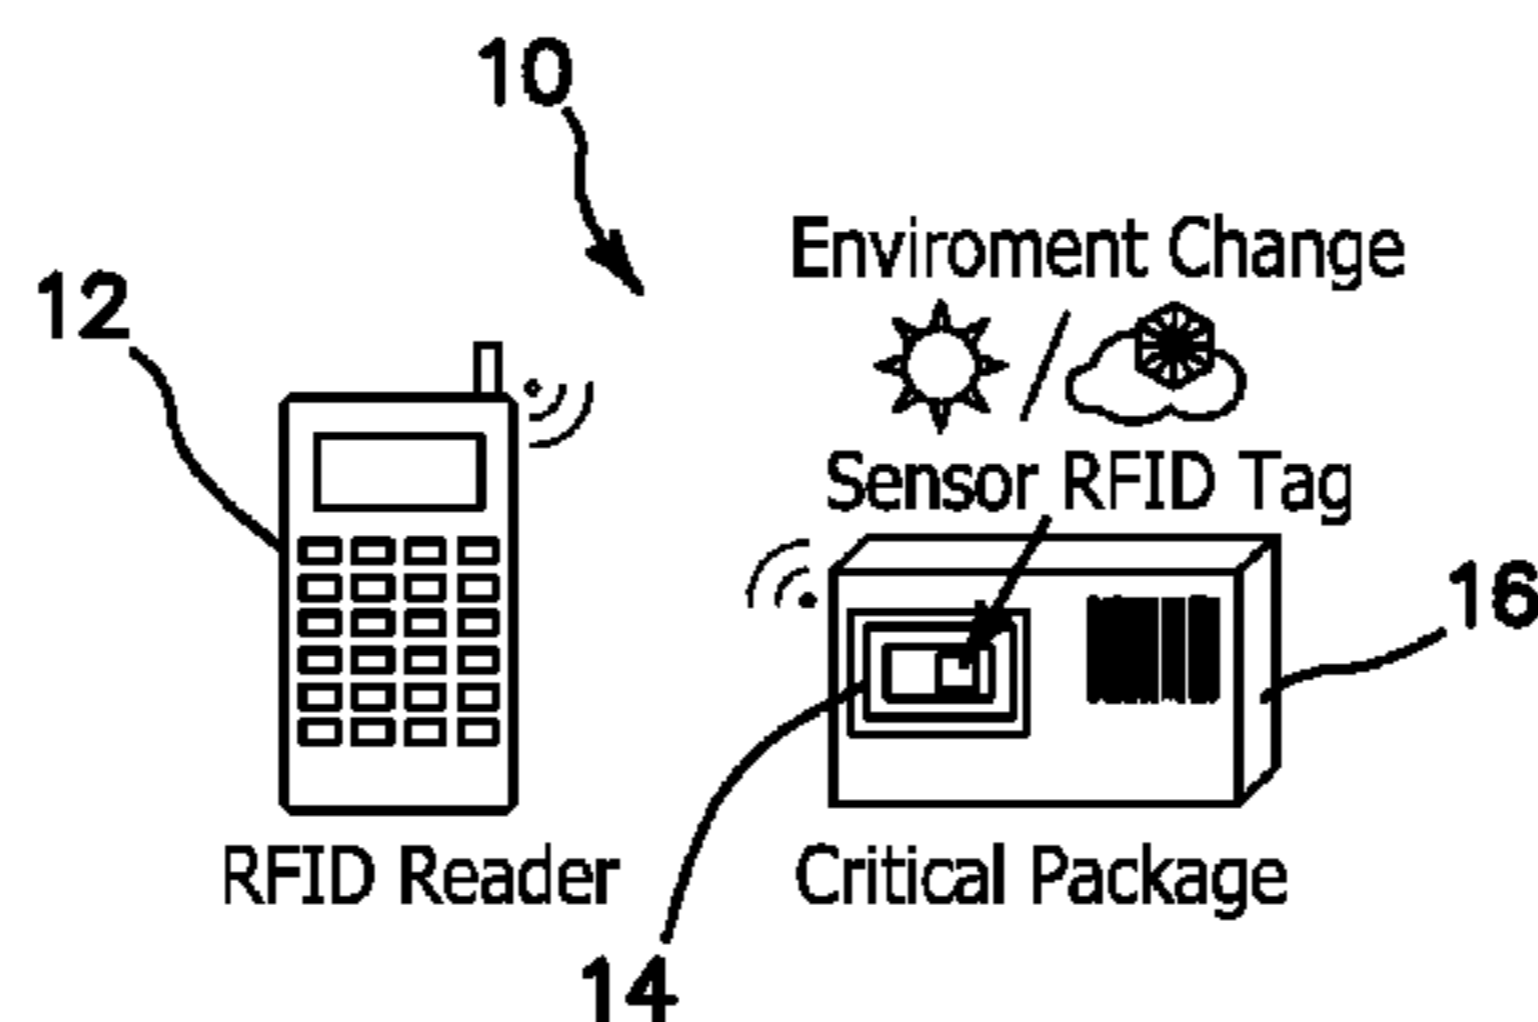 10
Enviroment Change
12
Sensor RFID Tag
16
RFID Reader
Critical Package
14